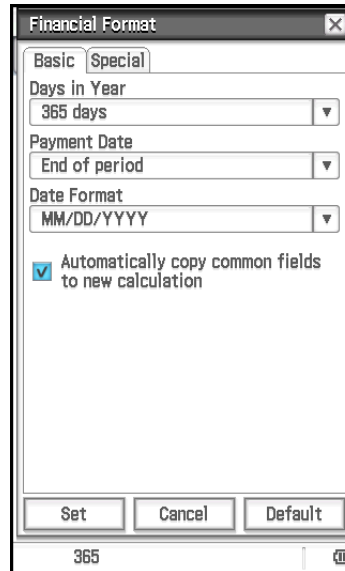 Financial Format
Basic
Special
Days in Year
365 days
Payment Date
End of period
Date Format
MM/DD/YYYY
Automatically copy common fields
to new calculation
Set
Cancel
Default
365